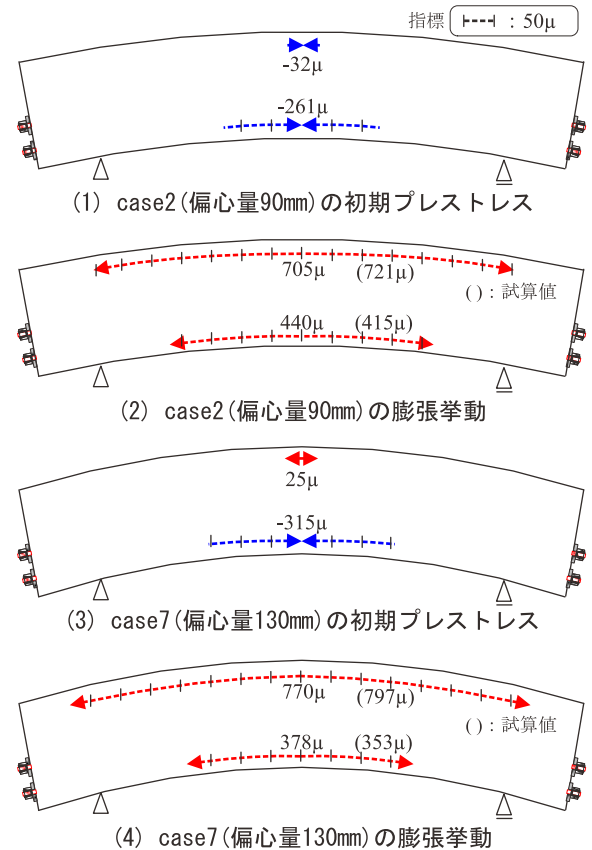 指標 : 50μ
-32μ
-261μ
(1) case2(偏心量90mm)の初期プレストレス
705μ (721μ)
( ) : 試算値
440μ (415μ)
(2) case2(偏心量90mm)の膨張挙動
25μ
-315μ
(3) case7(偏心量130mm)の初期プレストレス
770μ (797μ)
( ) : 試算値
378μ (353μ)
(4) case7(偏心量130mm)の膨張挙動